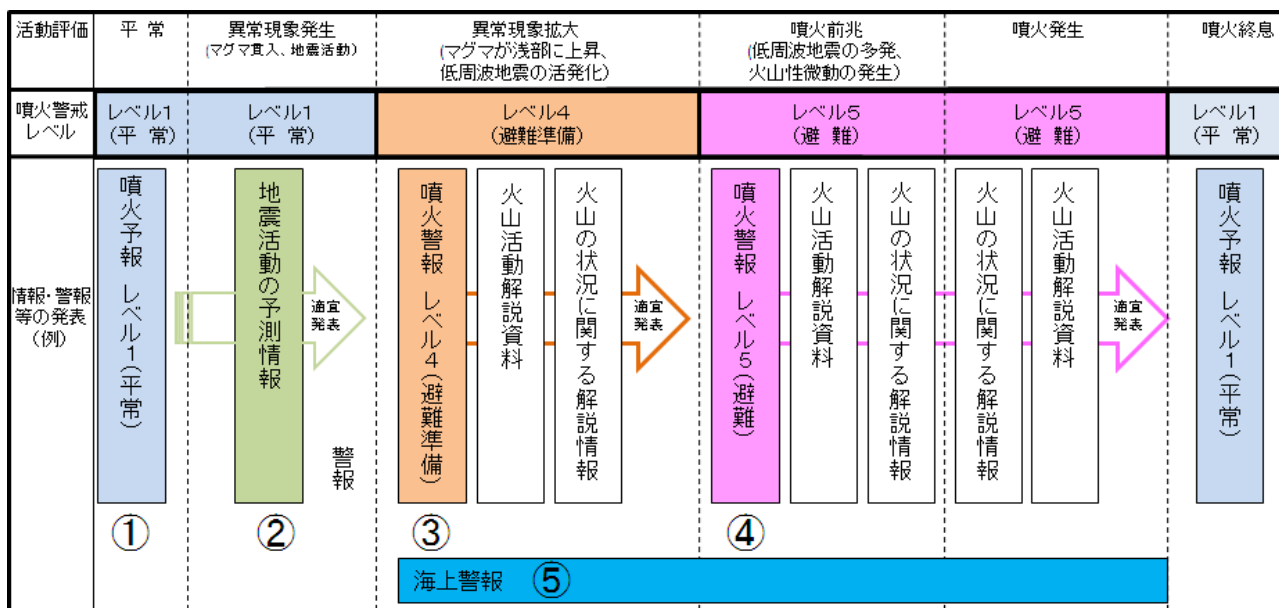 活動評価
平 常
異常現象発生
(マグマ貫入、地震活動)
異常現象拡大
(マグマが浅部に上昇、
低周波地震の活発化)
噴火前兆
(低周波地震の多発、
火山性微動の発生)
噴火発生
噴火終息
噴火警戒
レベル
レベル1
(平 常)
レベル1
(平 常)
レベル4
(避難準備)
レベル5
(避 難)
レベル5
(避 難)
レベル1
(平 常)
情報・警報
等の発表
(例)
噴火予報 レベル1(平常)
地震活動の予測情報
適宜
発表
警報
噴火警報 レベル4(避難準備)
火山活動解説資料
火山の状況に関する解説情報
適宜
発表
噴火警報 レベル5(避難)
火山活動解説資料
火山の状況に関する解説情報
火山の状況に関する解説情報
火山活動解説資料
適宜
発表
噴火予報 レベル1(平常)
①
②
③
④
海上警報 ⑤